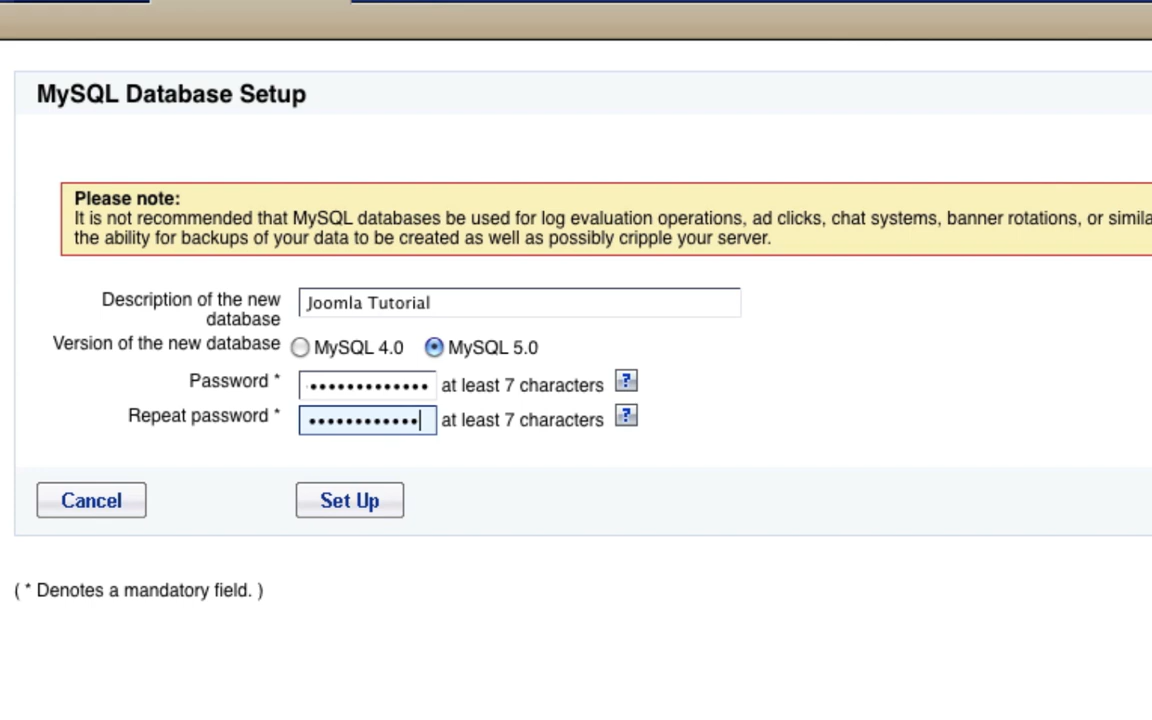 MySQL Database Setup
Please note:
It is not recommended that MySQL databases be used for log evaluation operations, ad clicks, chat systems, banner rotations, or
the ability for backups of your data to be created as well as possibly cripple your server.
Description of the new
database
Joomla Tutorial
Version of the new database
MySQL 4.0
MySQL 5.0
Password *
at least 7 characters
?
Repeat password *
at least 7 characters
?
Cancel
Set Up
( * Denotes a mandatory field. )